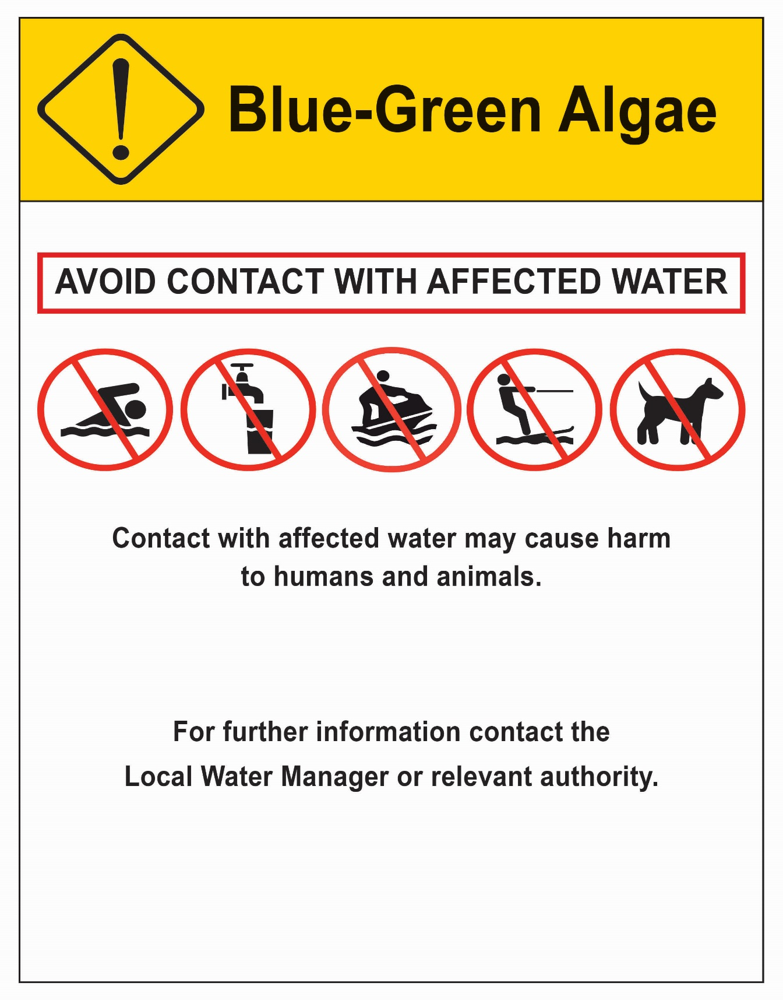 Blue-Green Algae
AVOID CONTACT WITH AFFECTED WATER
Contact with affected water may cause harm
to humans and animals.
For further information contact the
Local Water Manager or relevant authority.